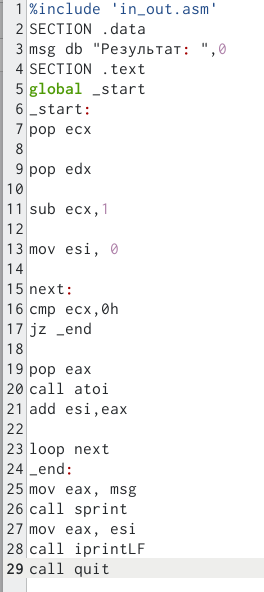 1 %include 'in_out.asm'
2 SECTION .data
3 msg db "Результат: ",0
4 SECTION .text
5 global _start
6 _start:
7 pop ecx
8
9 pop edx
10
11 sub ecx,1
12
13 mov esi, 0
14
15 next:
16 cmp ecx,0h
17 jz _end
18
19 pop eax
20 call atoi
21 add esi,eax
22
23 loop next
24 _end:
25 mov eax, msg
26 call sprint
27 mov eax, esi
28 call iprintLF
29 call quit